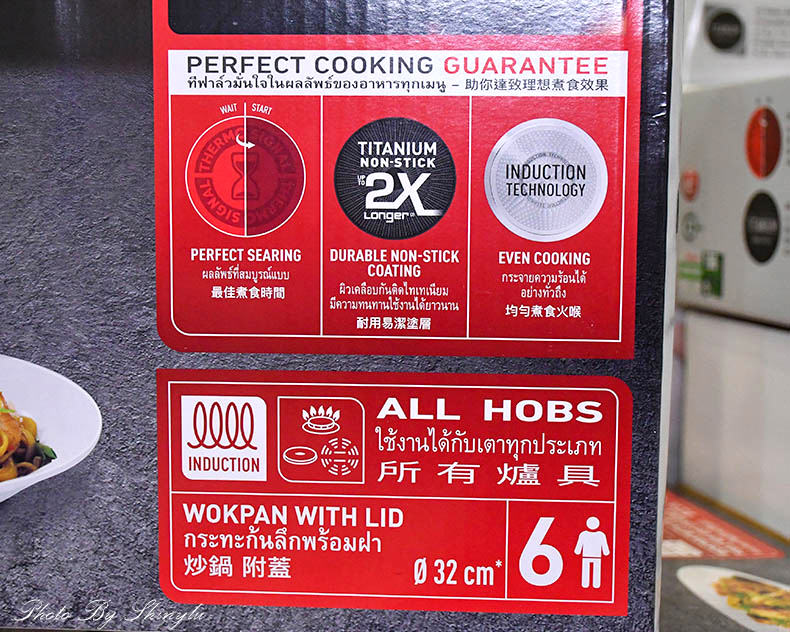 PERFECT COOKING GUARANTEE
ทีฟาล์วมั่นใจในผลลัพธ์ของอาหารทุกเมนู – 助你達致理想煮食效果
WAIT START
THERMO SIGNAL
PERFECT SEARING
ผลลัพธ์ที่สมบูรณ์แบบ
最佳煮食時間
TITANIUM
NON-STICK
UP TO 2X
Longer
DURABLE NON-STICK
COATING
ผิวเคลือบกันติดไทเทเนียม
มีความทนทานใช้งานได้ยาวนาน
耐用易潔塗層
INDUCTION
TECHNOLOGY
EVEN COOKING
กระจายความร้อนได้
อย่างทั่วถึง
均勻煮食火喉
INDUCTION
ALL HOBS
ใช้งานได้กับเตาทุกประเภท
所有爐具
WOKPAN WITH LID
กระทะก้นลึกพร้อมฝา
炒鍋 附蓋
Ø 32 cm*
6
Photo By Shinylu